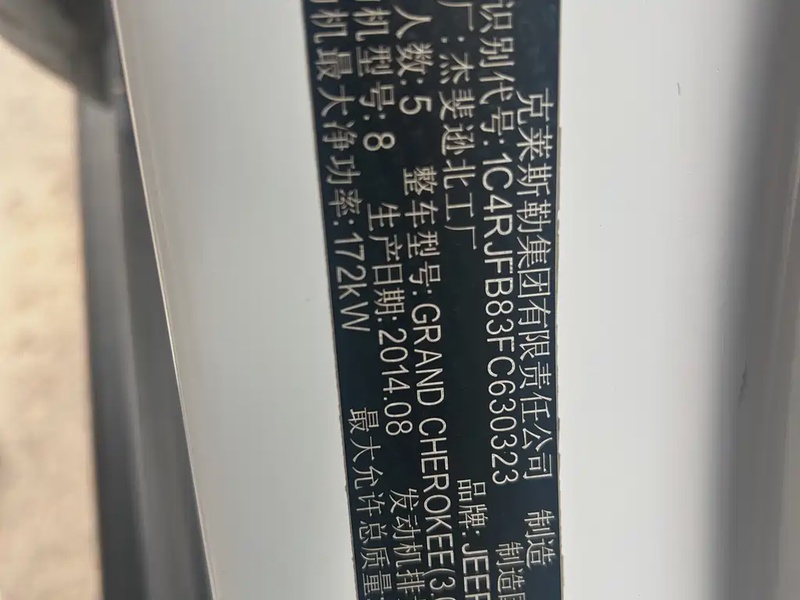 克莱斯勒集团有限责任公司 制造
识别代号: 1C4RJFB83FC630323 制造
厂: 杰斐逊北工厂 品牌: JEEP
人数: 5 整车型号: GRAND CHEROKEE(3.0
机型号: 8 生产日期: 2014.08 发动机排
机最大净功率: 172kW 最大允许总质量: